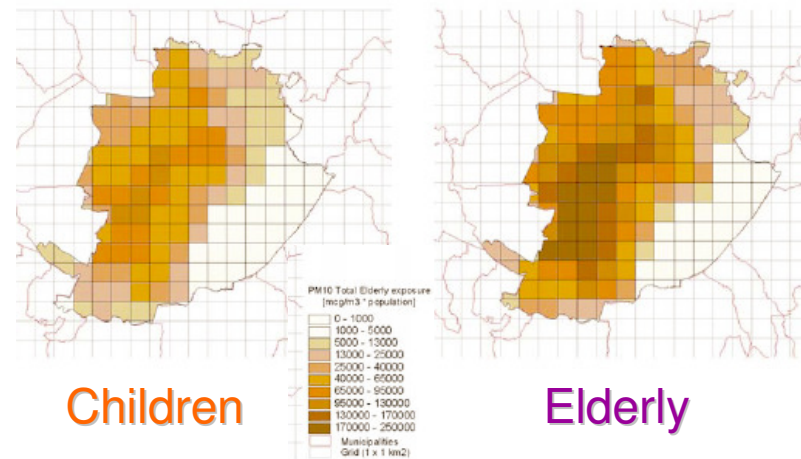 PM10 Total Elderly exposure
[mcg/m3 * population]
0 - 1000
1000 - 5000
5000 - 13000
13000 - 25000
25000 - 40000
40000 - 65000
65000 - 95000
95000 - 130000
130000 - 170000
170000 - 250000
Municipalities
Grid (1 x 1 km2)
Children
Elderly